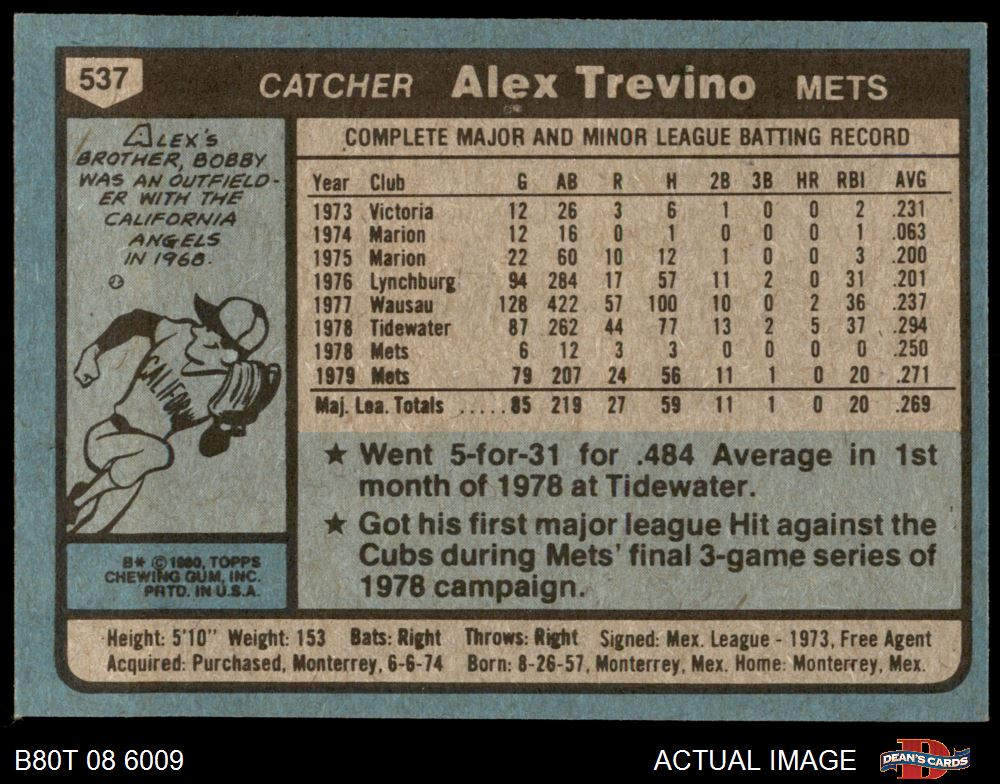 537
CATCHER Alex Trevino METS
ALEX'S
BROTHER, BOBBY
WAS AN OUTFIELD-
ER WITH THE
CALIFORNIA
ANGELS
IN 1968.
CALIFOR
COMPLETE MAJOR AND MINOR LEAGUE BATTING RECORD
Year Club G AB R H 2B 3B HR RBI AVG
1973 Victoria 12 26 3 6 1 0 0 2 .231
1974 Marion 12 16 0 1 0 0 0 1 .063
1975 Marion 22 60 10 12 1 0 0 3 .200
1976 Lynchburg 94 284 17 57 11 2 0 31 .201
1977 Wausau 128 422 57 100 10 0 2 36 .237
1978 Tidewater 87 262 44 77 13 2 5 37 .294
1978 Mets 6 12 3 3 0 0 0 0 .250
1979 Mets 79 207 24 56 11 1 0 20 .271
Maj. Lea. Totals .....85 219 27 59 11 1 0 20 .269
★ Went 5-for-31 for .484 Average in 1st
month of 1978 at Tidewater.
★ Got his first major league Hit against the
Cubs during Mets' final 3-game series of
1978 campaign.
B* ©1980, TOPPS
CHEWING GUM, INC.
PRTD. IN U.S.A.
Height: 5'10" Weight: 153 Bats: Right Throws: Right Signed: Mex. League - 1973, Free Agent
Acquired: Purchased, Monterrey, 6-6-74 Born: 8-26-57, Monterrey, Mex. Home: Monterrey, Mex.
B80T 08 6009
ACTUAL IMAGE
DEAN'S CARDS